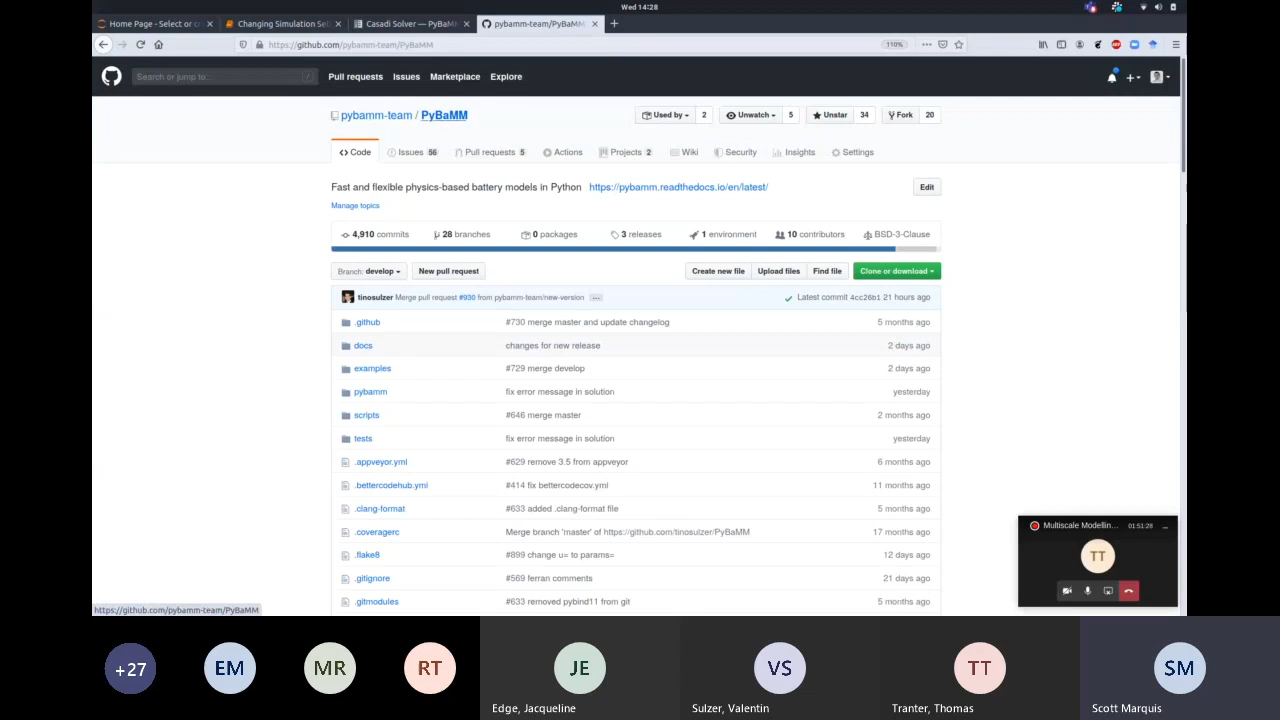 Wed 14:28
Home Page - Select or cr
Changing Simulation Se
Casadi Solver — PyBaMM
pybamm-team/PyBaMM
https://github.com/pybamm-team/PyBaMM
110%
Search or jump to...
/
Pull requests
Issues
Marketplace
Explore
pybamm-team / PyBaMM
Used by 2
Unwatch 5
Unstar 34
Fork 20
Code
Issues 56
Pull requests 5
Actions
Projects 2
Wiki
Security
Insights
Settings
Fast and flexible physics-based battery models in Python https://pybamm.readthedocs.io/en/latest/
Edit
Manage topics
4,910 commits
28 branches
0 packages
3 releases
1 environment
10 contributors
BSD-3-Clause
Branch: develop
New pull request
Create new file
Upload files
Find file
Clone or download
tinosulzer Merge pull request #930 from pybamm-team/new-version ...
Latest commit 4cc26b1 21 hours ago
.github #730 merge master and update changelog 5 months ago
docs changes for new release 2 days ago
examples #729 merge develop 2 days ago
pybamm fix error message in solution yesterday
scripts #646 merge master 2 months ago
tests fix error message in solution yesterday
.appveyor.yml #629 remove 3.5 from appveyor 6 months ago
.bettercodehub.yml #414 fix bettercodecov.yml 11 months ago
.clang-format #633 added .clang-format file 5 months ago
.coveragerc Merge branch 'master' of https://github.com/tinosulzer/PyBaMM 17 months ago
.flake8 #899 change u= to params= 12 days ago
.gitignore #569 ferran comments 21 days ago
.gitmodules #633 removed pybind11 from git 5 months ago
https://github.com/pybamm-team/PyBaMM
Multiscale Modellin... 01:51:28
TT
+27
EM
MR
RT
JE
VS
TT
SM
Edge, Jacqueline
Sulzer, Valentin
Tranter, Thomas
Scott Marquis